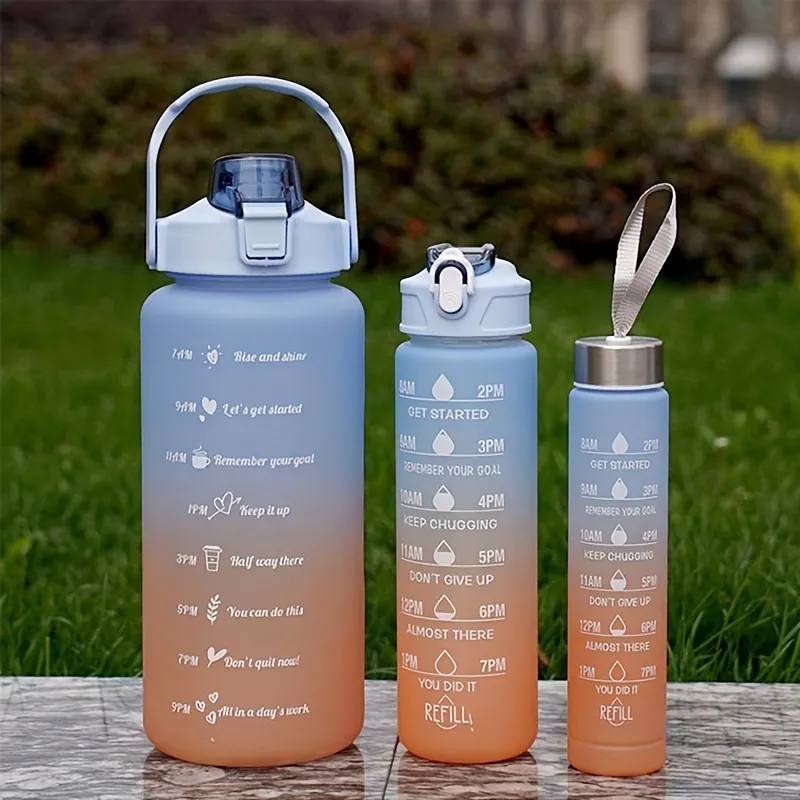 7AM Rise and shine
9AM Let's get started
11AM Remember your goal
1PM Keep it up
3PM Half way there
5PM You can do this
7PM Don't quit now!
9PM All in a day's work
8AM 2PM
GET STARTED
9AM 3PM
REMEMBER YOUR GOAL
10AM 4PM
KEEP CHUGGING
11AM 5PM
DON'T GIVE UP
12PM 6PM
ALMOST THERE
1PM 7PM
YOU DID IT
REFILL
8AM 2PM
GET STARTED
9AM 3PM
REMEMBER YOUR GOAL
10AM 4PM
KEEP CHUGGING
11AM 5PM
DON'T GIVE UP
12PM 6PM
ALMOST THERE
1PM 7PM
YOU DID IT
REFILL